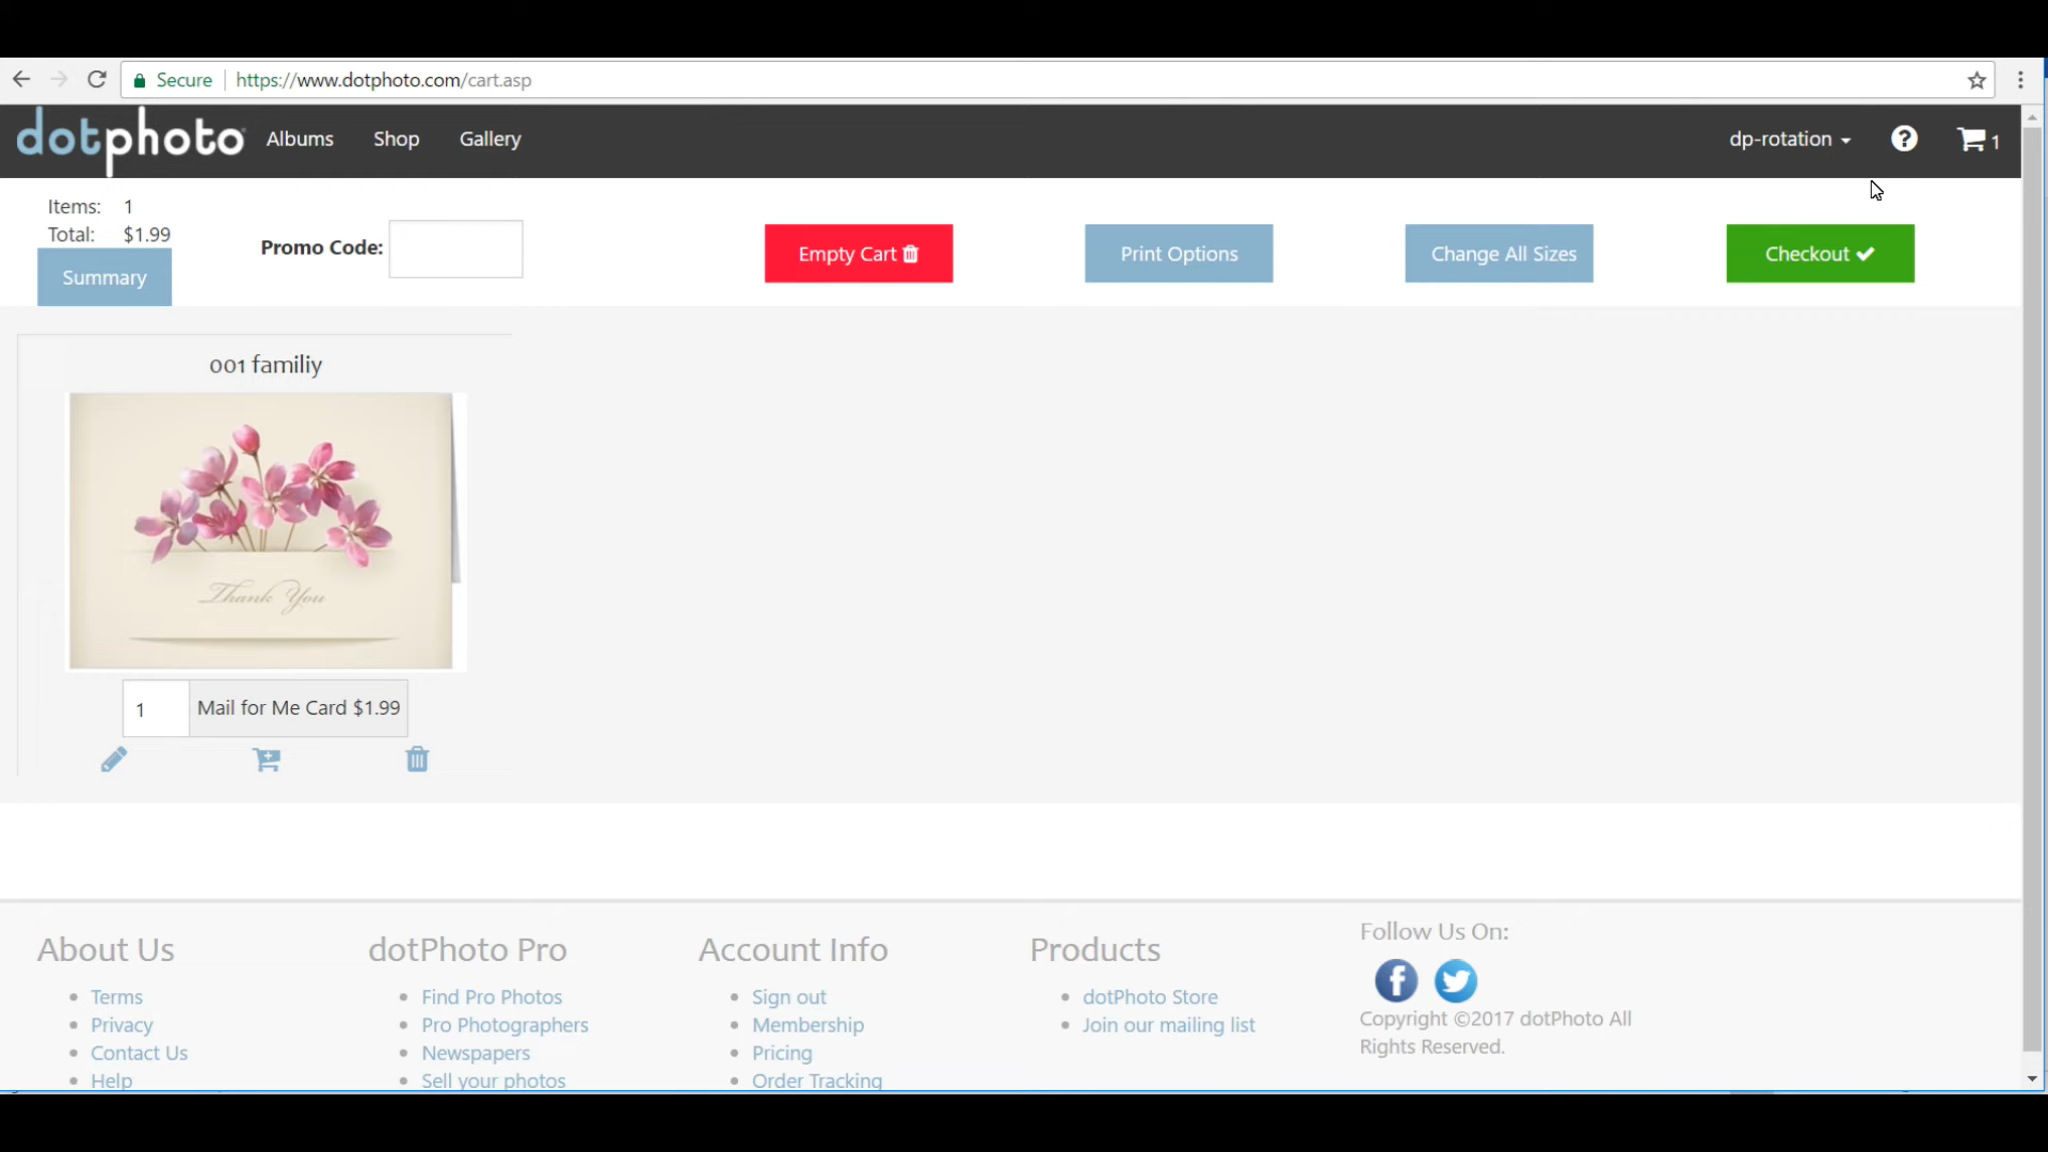 Secure https://www.dotphoto.com/cart.asp
dotphoto Albums Shop Gallery dp-rotation 1
Items: 1
Total: $1.99
Summary
Promo Code:
Empty Cart
Print Options
Change All Sizes
Checkout
001 familiy
Thank You
1 Mail for Me Card $1.99
About Us
Terms
Privacy
Contact Us
Help
dotPhoto Pro
Find Pro Photos
Pro Photographers
Newspapers
Sell your photos
Account Info
Sign out
Membership
Pricing
Order Tracking
Products
dotPhoto Store
Join our mailing list
Follow Us On:
Copyright ©2017 dotPhoto All
Rights Reserved.